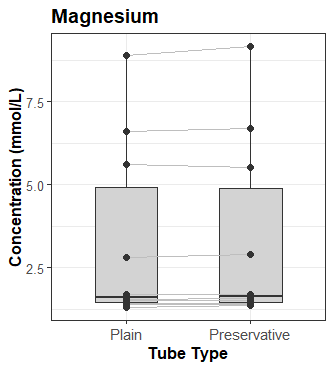 Magnesium
Concentration (mmol/L)
7.5
5.0
2.5
Plain Preservative
Tube Type